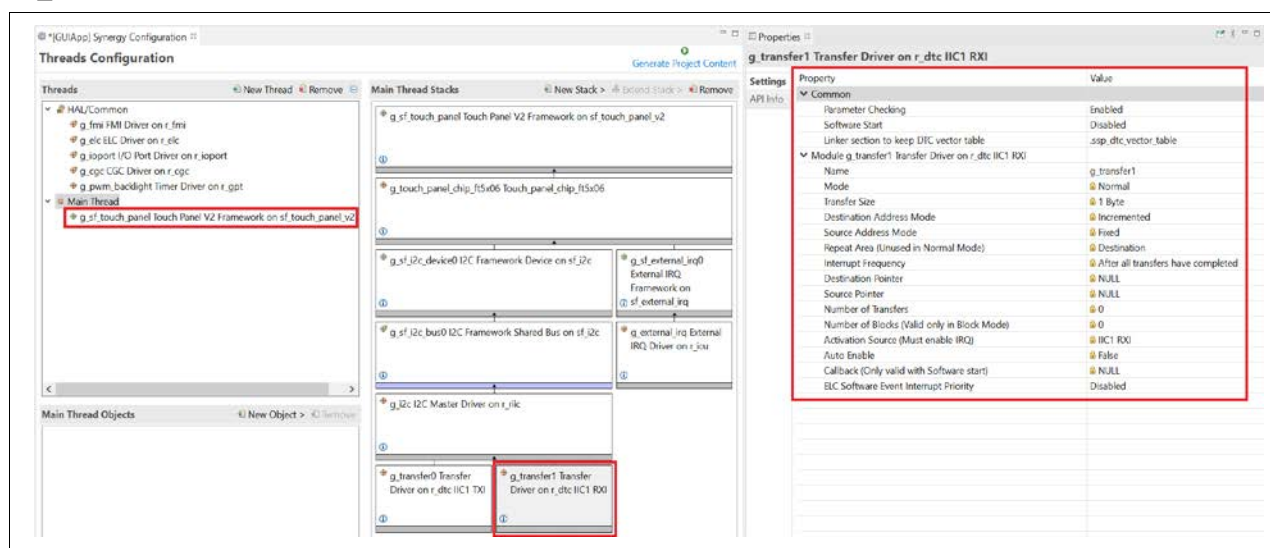 *[GUIApp] Synergy Configuration
Threads Configuration
Generate Project Content
Threads
New Thread
Remove
HAL/Common
g_fmi FMI Driver on r_fmi
g_elc ELC Driver on r_elc
g_ioport I/O Port Driver on r_ioport
g_cgc CGC Driver on r_cgc
g_pwm_backlight Timer Driver on r_gpt
Main Thread
g_sf_touch_panel Touch Panel V2 Framework on sf_touch_panel_v2
Main Thread Objects
New Object >
Remove
Main Thread Stacks
New Stack >
Extend Stack >
Remove
g_sf_touch_panel Touch Panel V2 Framework on sf_touch_panel_v2
g_touch_panel_chip_ft5x06 Touch_panel_chip_ft5x06
g_sf_i2c_device0 I2C Framework Device on sf_i2c
g_sf_external_irq0
External IRQ
Framework on
sf_external_irq
g_sf_i2c_bus0 I2C Framework Shared Bus on sf_i2c
g_external_irq External
IRQ Driver on r_icu
g_i2c I2C Master Driver on r_riic
g_transfer0 Transfer
Driver on r_dtc IIC1 TXI
g_transfer1 Transfer
Driver on r_dtc IIC1 RXI
Properties
g_transfer1 Transfer Driver on r_dtc IIC1 RXI
Settings
API Info
Property Value
Common
Parameter Checking Enabled
Software Start Disabled
Linker section to keep DTC vector table .ssp_dtc_vector_table
Module g_transfer1 Transfer Driver on r_dtc IIC1 RXI
Name g_transfer1
Mode Normal
Transfer Size 1 Byte
Destination Address Mode Incremented
Source Address Mode Fixed
Repeat Area (Unused in Normal Mode) Destination
Interrupt Frequency After all transfers have completed
Destination Pointer NULL
Source Pointer NULL
Number of Transfers 0
Number of Blocks (Valid only in Block Mode) 0
Activation Source (Must enable IRQ) IIC1 RXI
Auto Enable False
Callback (Only valid with Software start) NULL
ELC Software Event Interrupt Priority Disabled